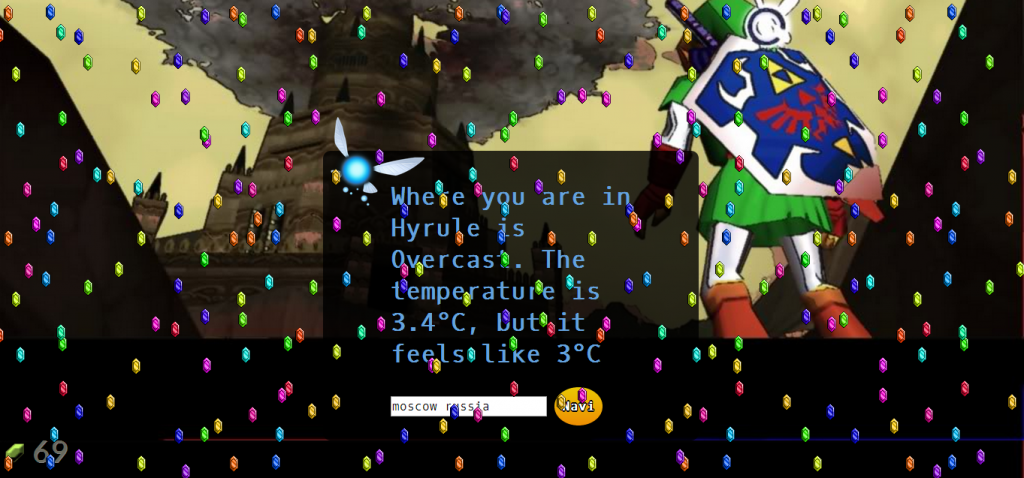 Where you are in
Hyrule is
Overcast. The
temperature is
3.4°C, but it
feels like 3°C
moscow russia
Navi
69